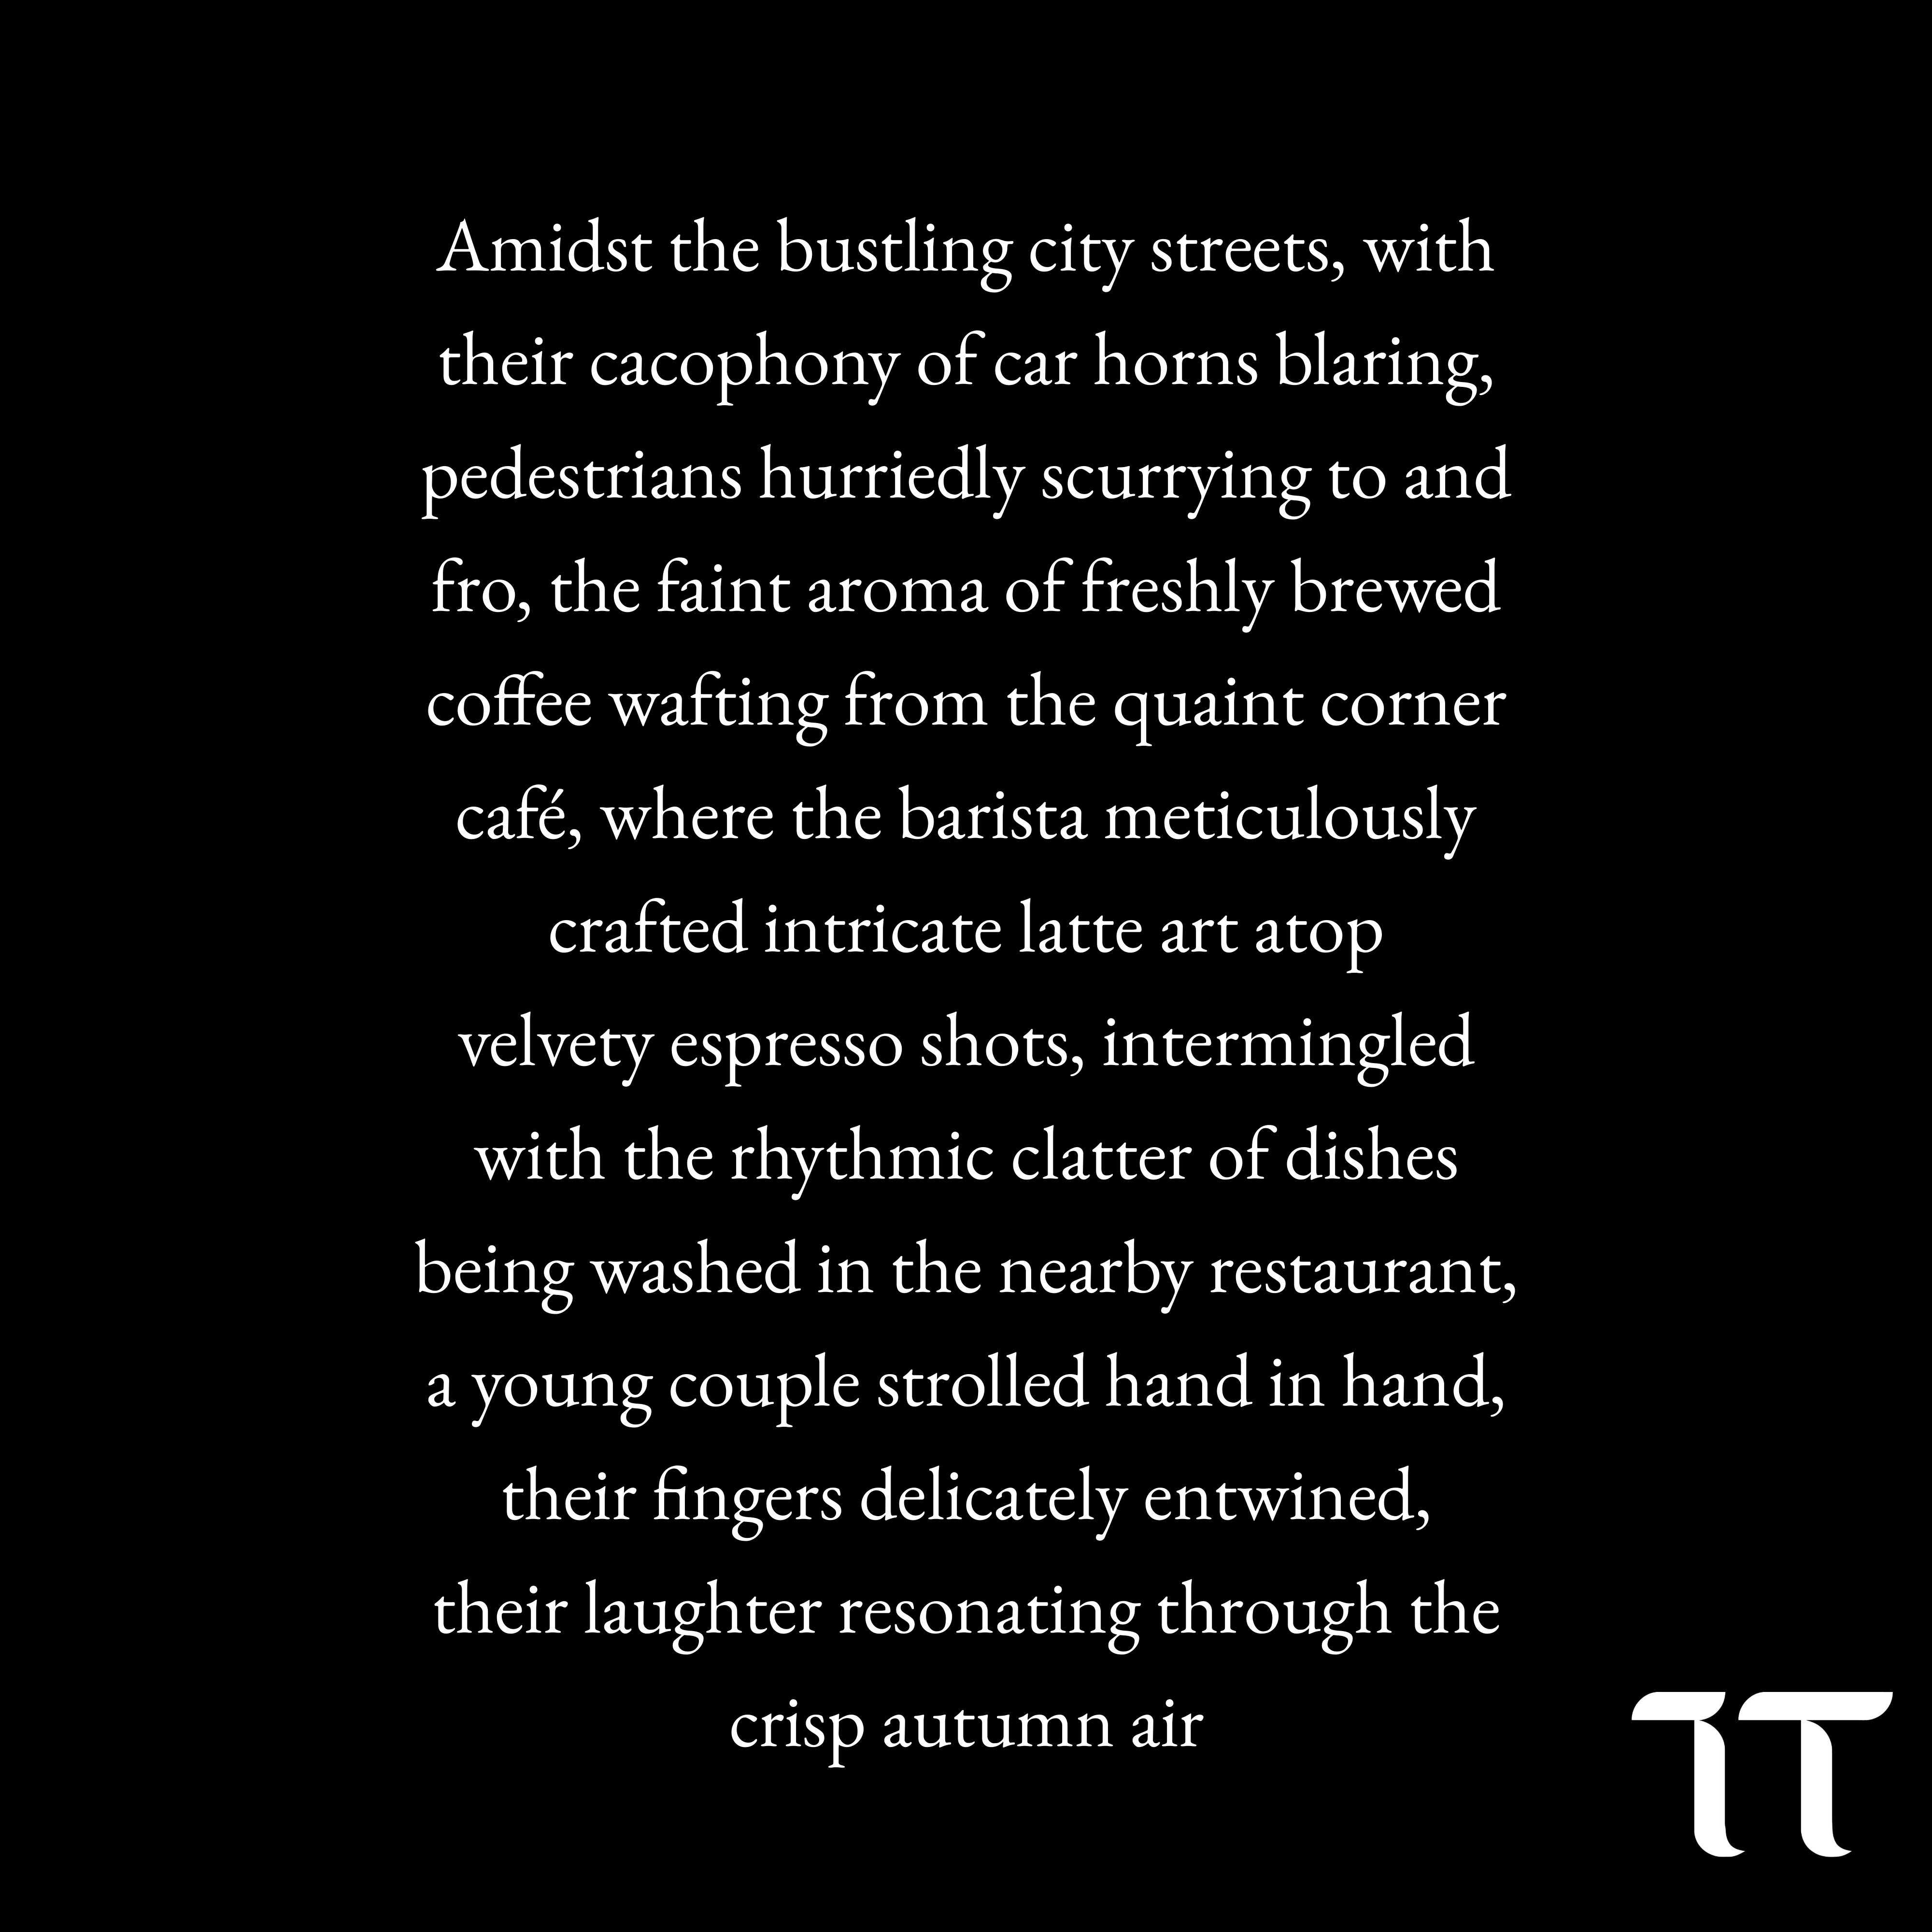 Amidst the bustling city streets, with
their cacophony of car horns blaring,
pedestrians hurriedly scurrying to and
fro, the faint aroma of freshly brewed
coffee wafting from the quaint corner
café, where the barista meticulously
crafted intricate latte art atop
velvety espresso shots, intermingled
with the rhythmic clatter of dishes
being washed in the nearby restaurant,
a young couple strolled hand in hand,
their fingers delicately entwined,
their laughter resonating through the
crisp autumn air
TT